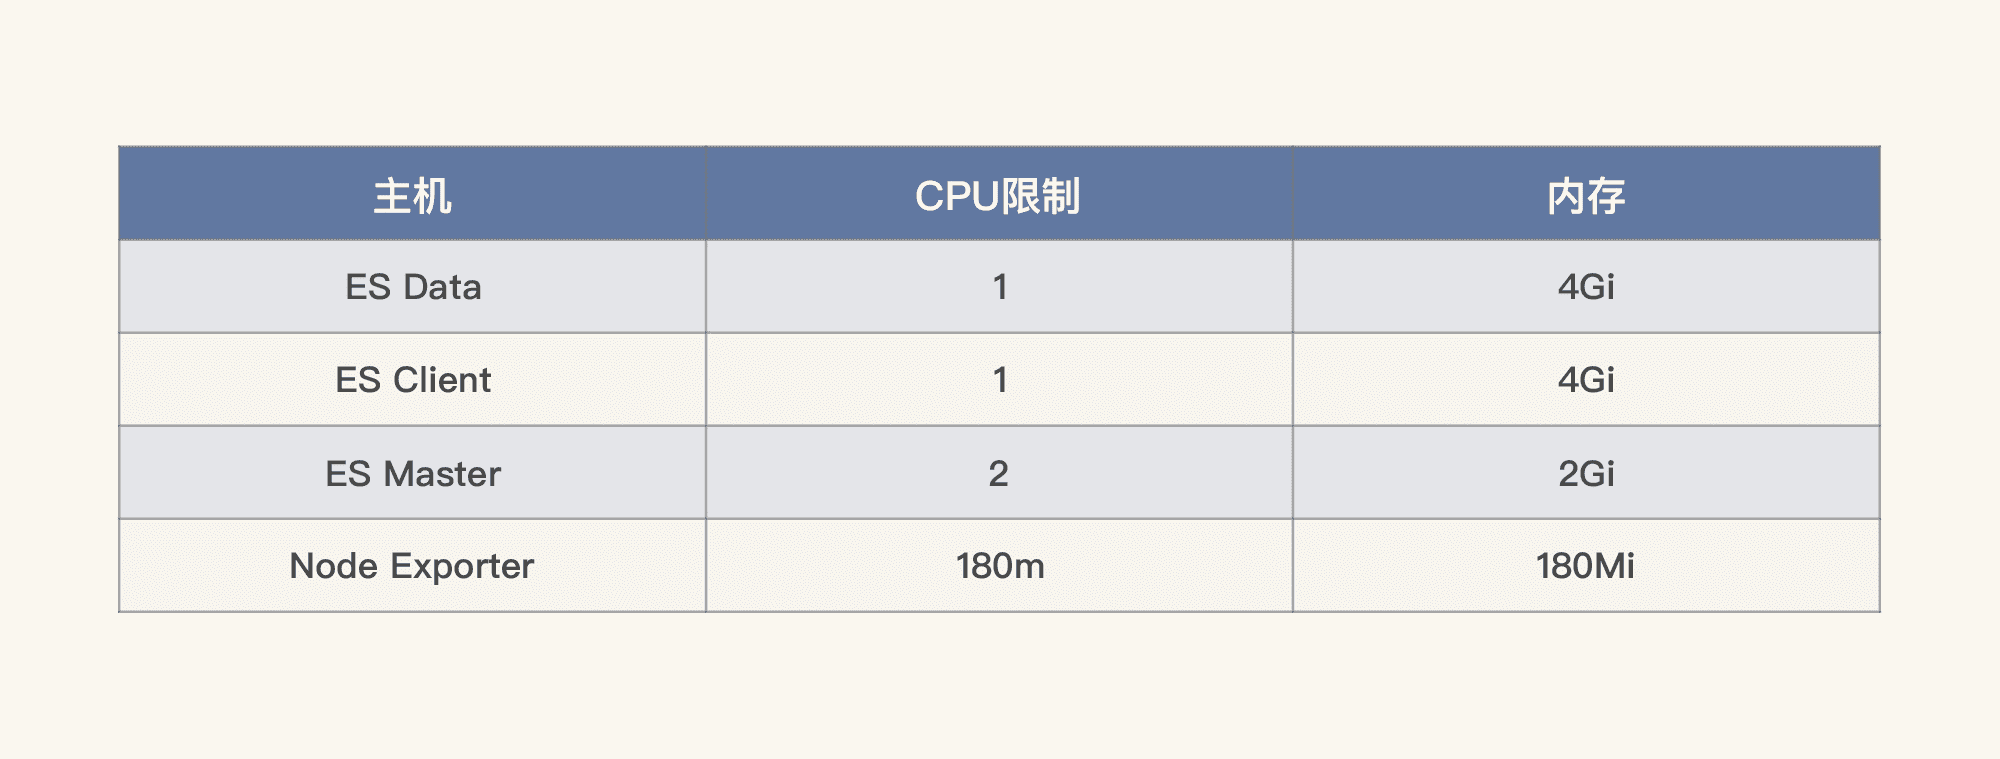 主机 CPU限制 内存
ES Data 1 4Gi
ES Client 1 4Gi
ES Master 2 2Gi
Node Exporter 180m 180Mi